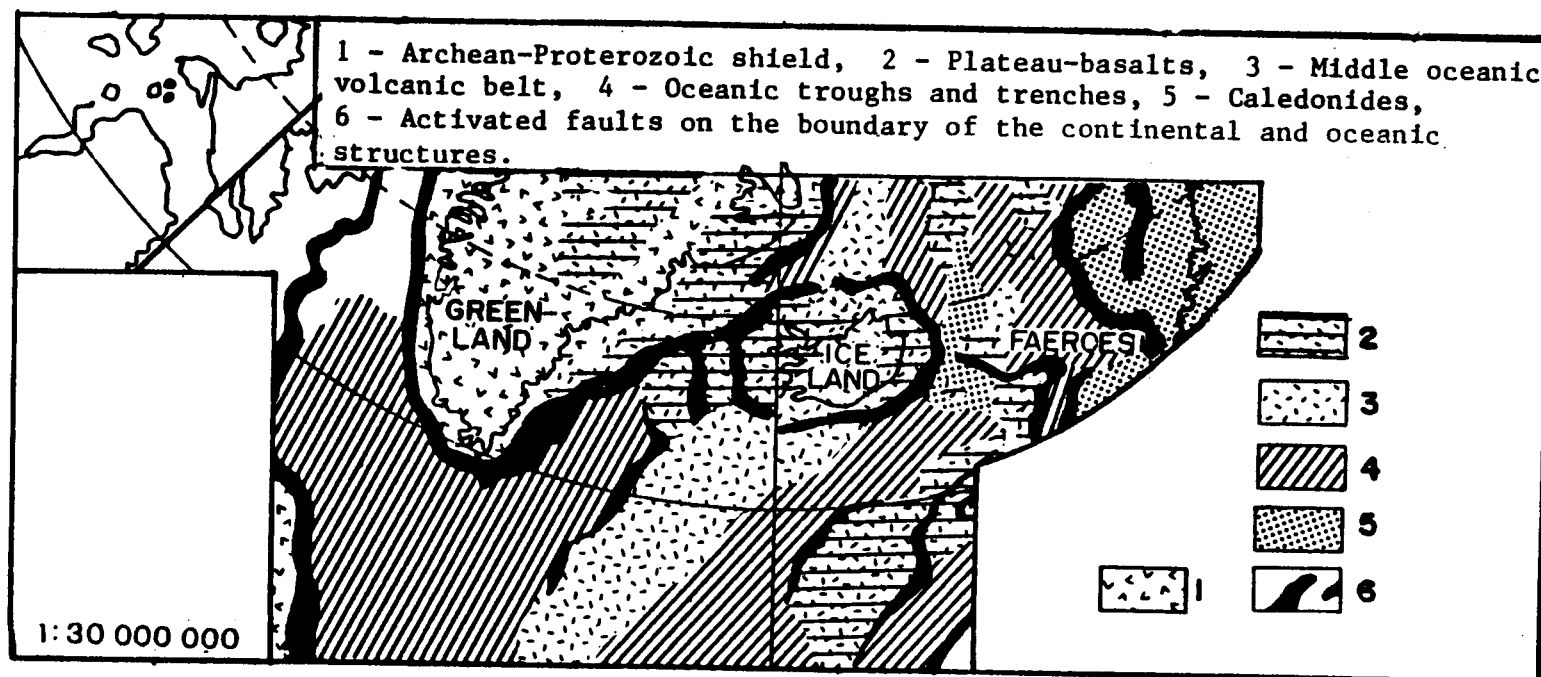 1 - Archean-Proterozoic shield, 2 - Plateau-basalts, 3 - Middle oceanic
volcanic belt, 4 - Oceanic troughs and trenches, 5 - Caledonides,
6 - Activated faults on the boundary of the continental and oceanic
structures.
GREEN-
LAND
ICE
LAND
FAEROES
2
3
4
5
1
6
1:30 000 000